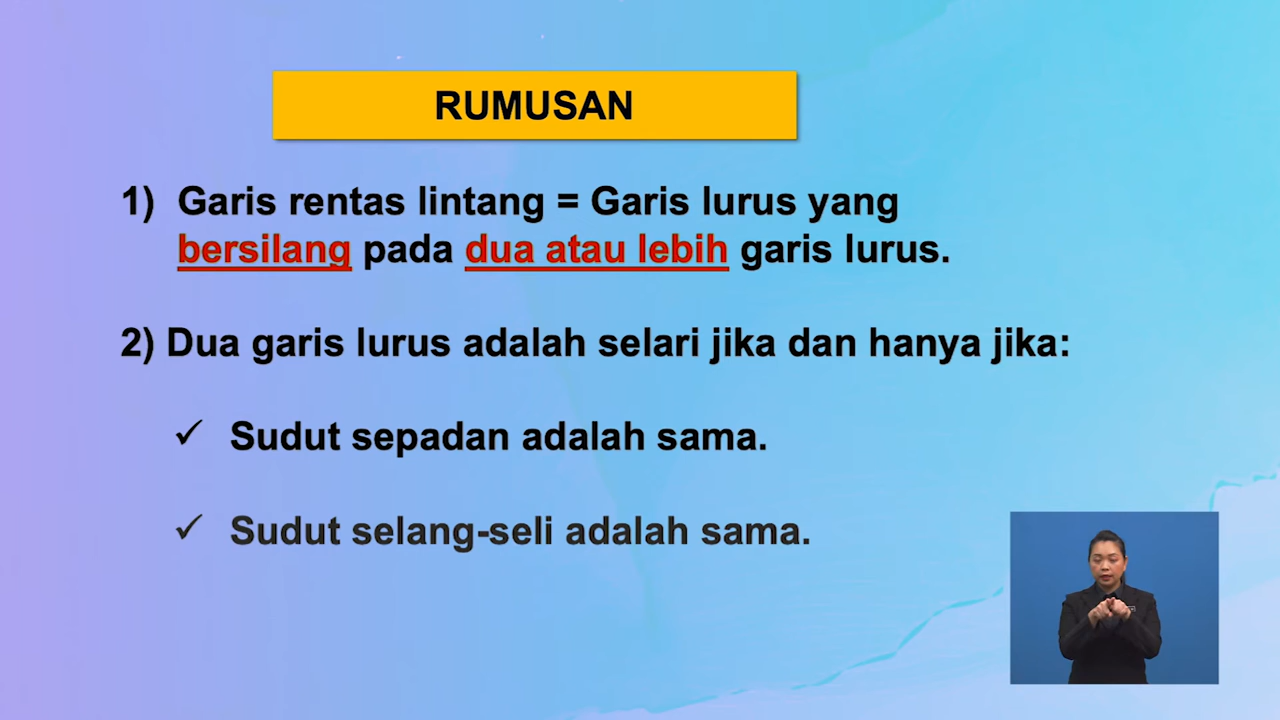 RUMUSAN
1) Garis rentas lintang = Garis lurus yang
bersilang pada dua atau lebih garis lurus.
2) Dua garis lurus adalah selari jika dan hanya jika:
✓ Sudut sepadan adalah sama.
✓ Sudut selang-seli adalah sama.